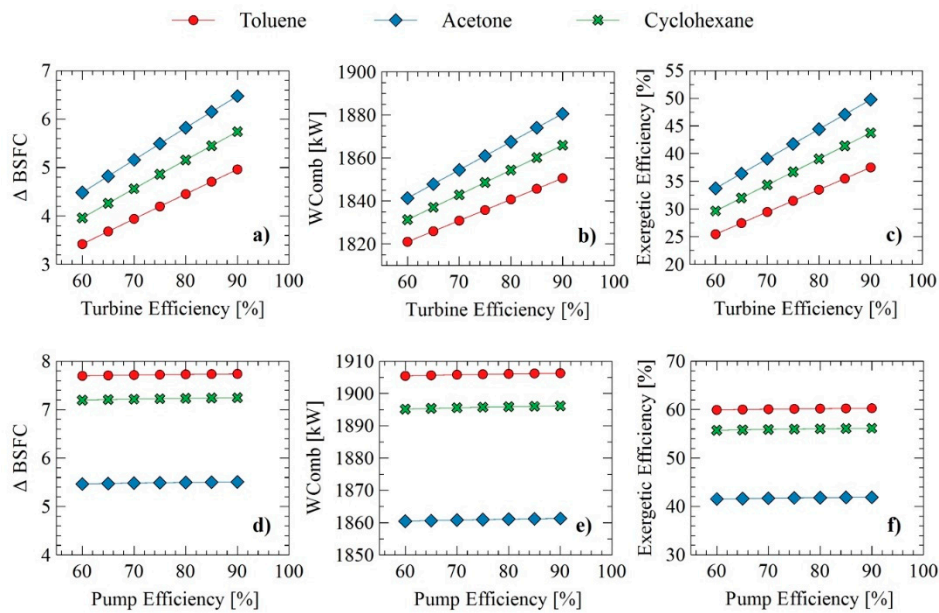 Toluene Acetone Cyclohexane
7
6
5
4
3
Δ BSFC
a)
60 70 80 90 100
Turbine Efficiency [%]
1900
1880
1860
1840
1820
WComb [kW]
b)
60 70 80 90 100
Turbine Efficiency [%]
55
50
45
40
35
30
25
20
Exergetic Efficiency [%]
c)
60 70 80 90 100
Turbine Efficiency [%]
8
7
6
5
4
Δ BSFC
d)
60 70 80 90 100
Pump Efficiency [%]
1910
1900
1890
1880
1870
1860
1850
WComb [kW]
e)
60 70 80 90 100
Pump Efficiency [%]
70
60
50
40
30
Exergetic Efficiency [%]
f)
60 70 80 90 100
Pump Efficiency [%]